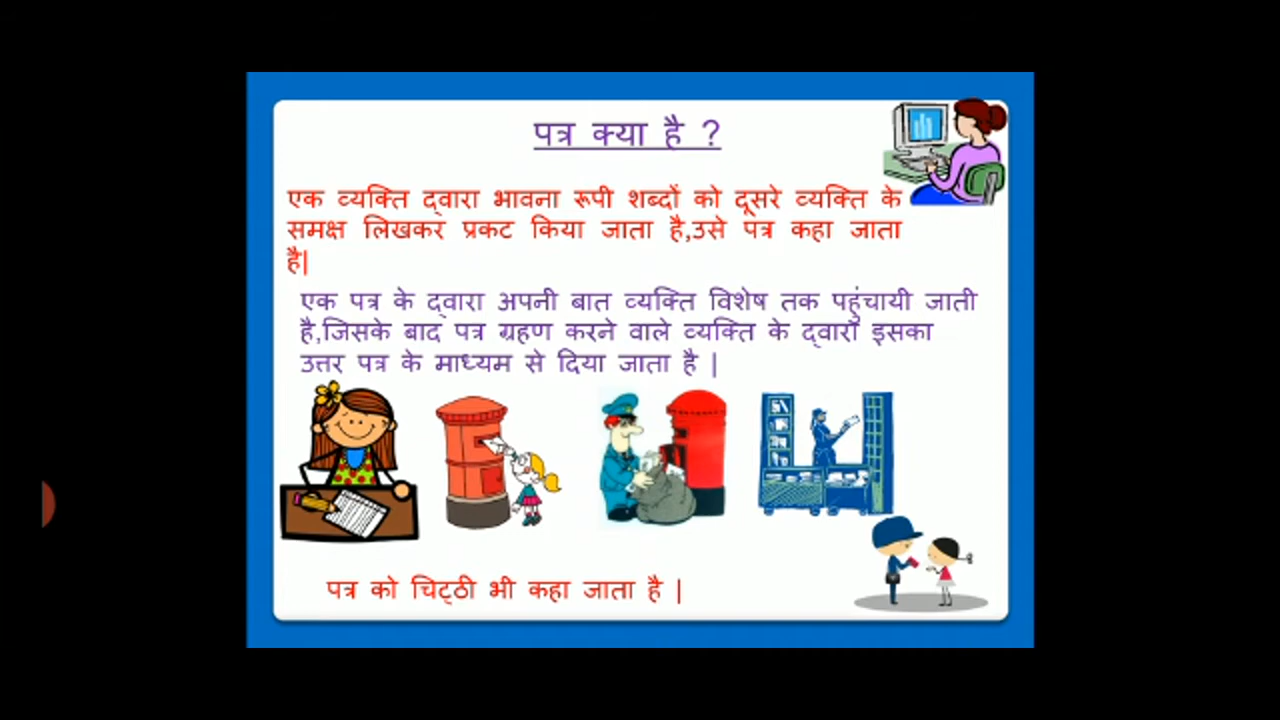 पत्र क्या है ?
एक व्यक्ति द्वारा भावना रूपी शब्दों को दूसरे व्यक्ति के
समक्ष लिखकर प्रकट किया जाता है,उसे पत्र कहा जाता
है|
एक पत्र के द्वारा अपनी बात व्यक्ति विशेष तक पहुंचायी जाती
है,जिसके बाद पत्र ग्रहण करने वाले व्यक्ति के द्वारा इसका
उत्तर पत्र के माध्यम से दिया जाता है |
पत्र को चिट्ठी भी कहा जाता है |